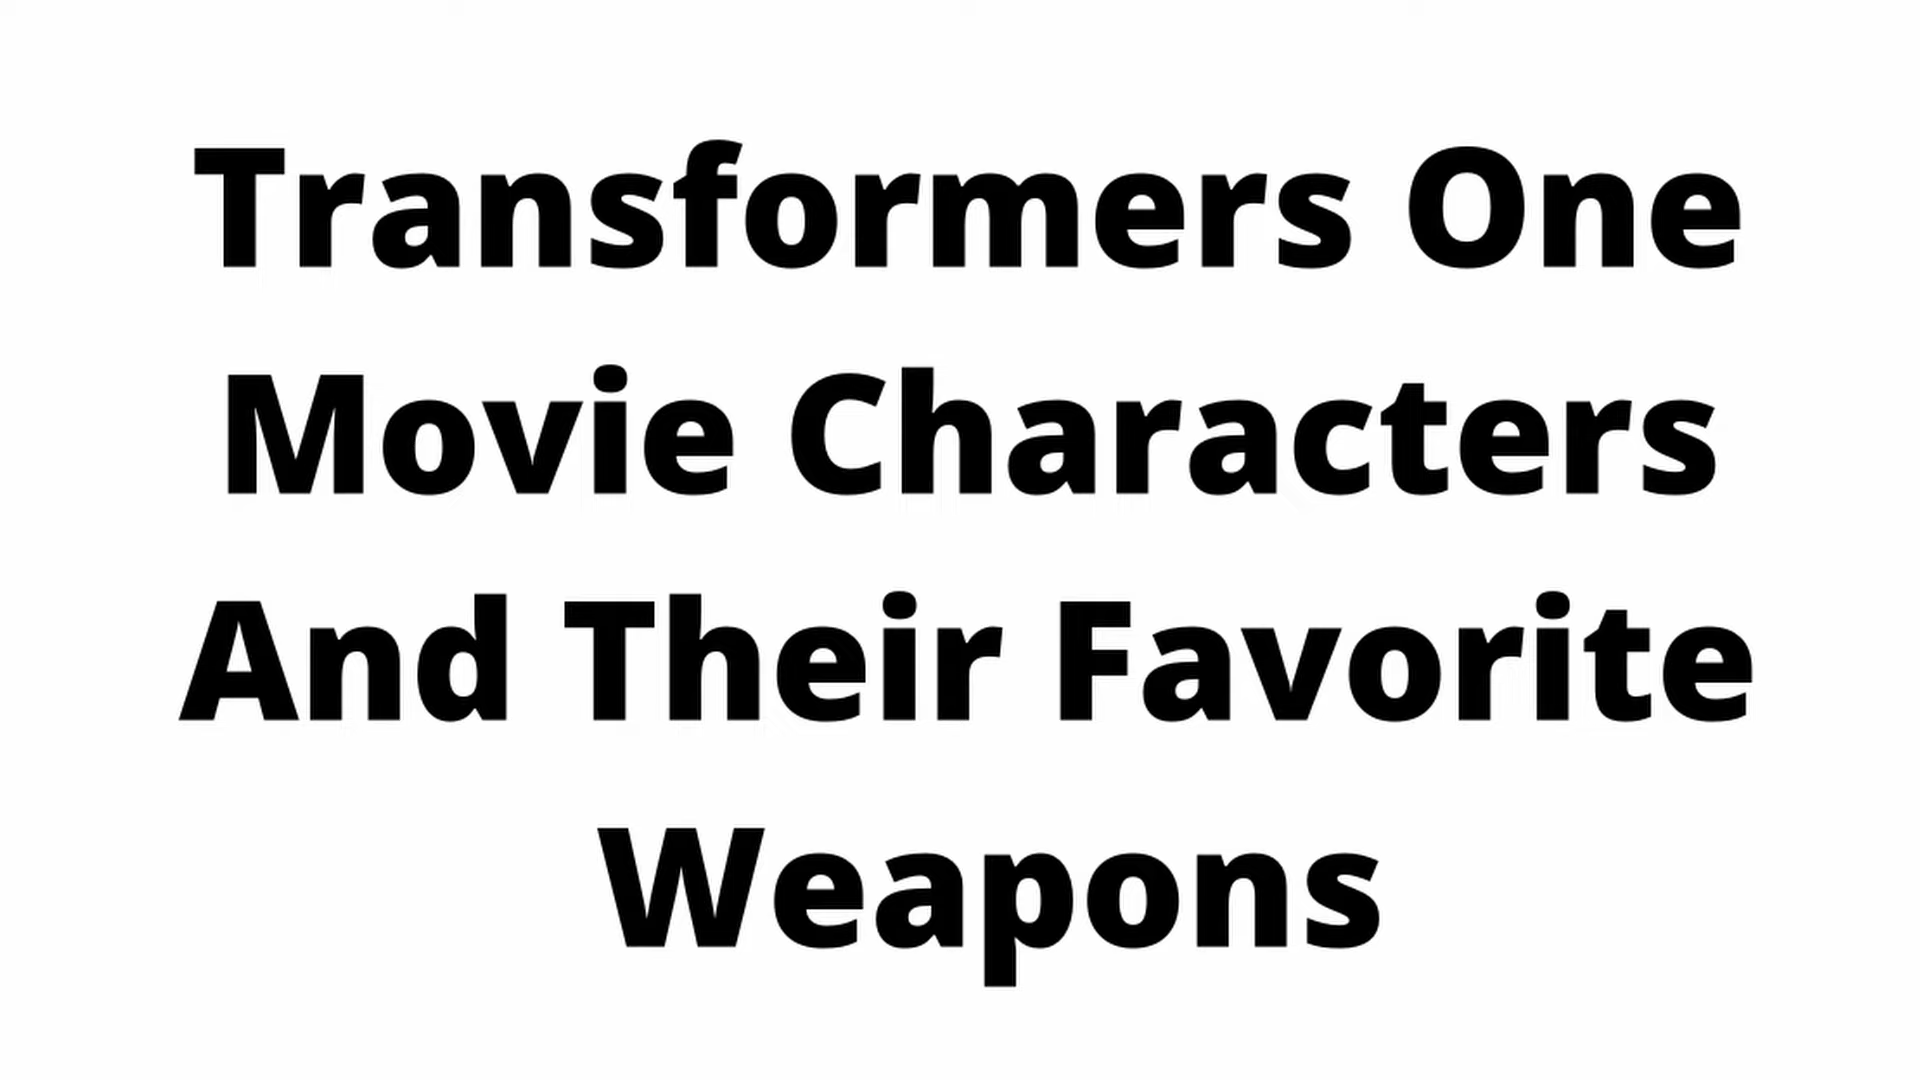 Transformers One
Movie Characters
And Their Favorite
Weapons